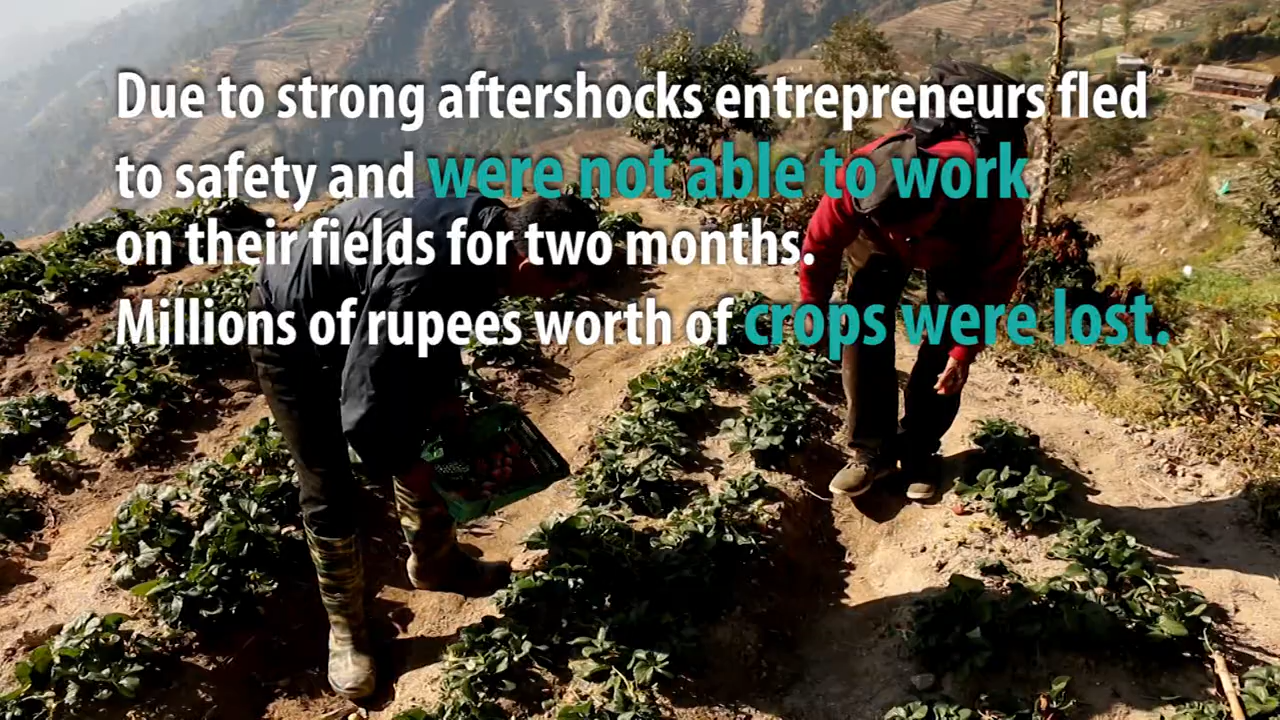 Due to strong aftershocks entrepreneurs fled
to safety and were not able to work
on their fields for two months.
Millions of rupees worth of crops were lost.